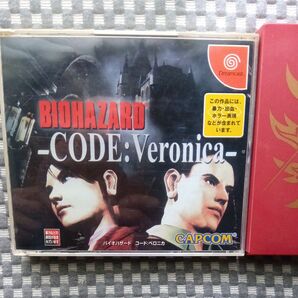 Dreamcast
この作品には、
暴力・出血・
ホラー表現
などが含まれて
います。
BIOHAZARD
-CODE:Veronica-
バイオハザード コード:ベロニカ
CAPCOM